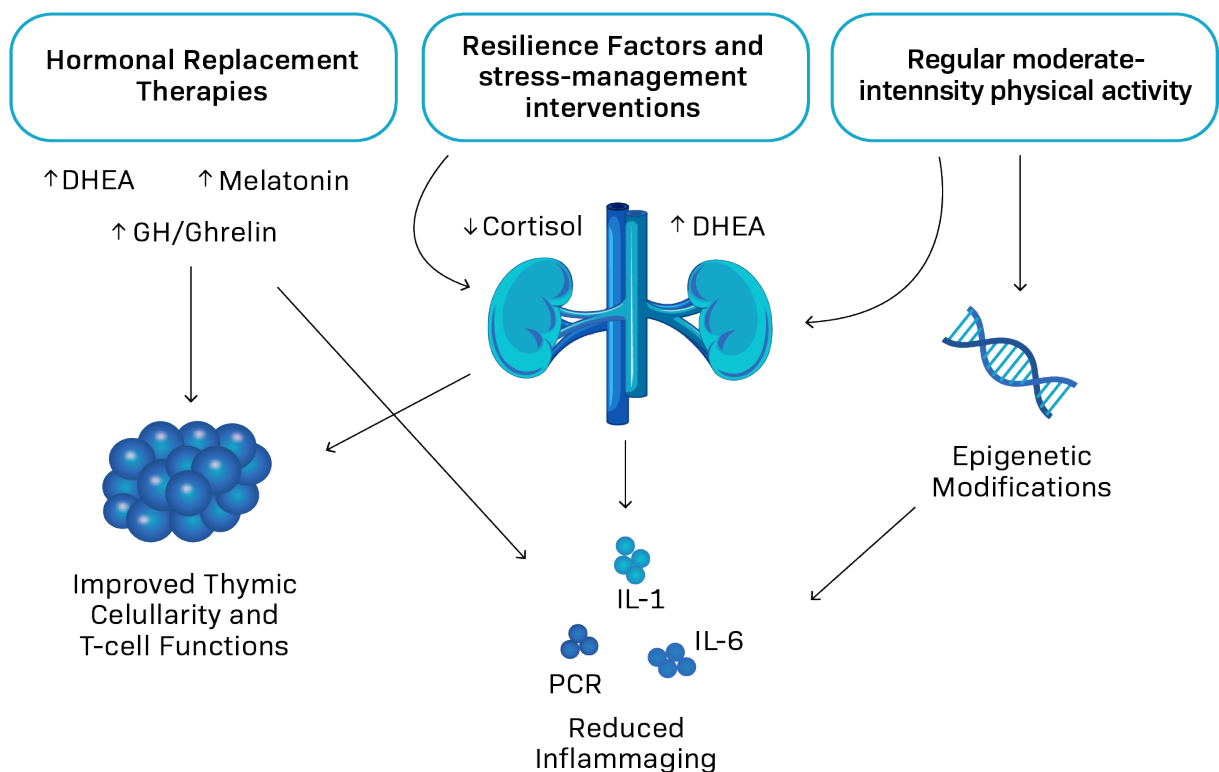 Hormonal Replacement
Therapies
Resilience Factors and
stress-management
interventions
Regular moderate-
intennsity physical activity
↑DHEA
↑Melatonin
↑ GH/Ghrelin
↓Cortisol
↑ DHEA
Epigenetic
Modifications
Improved Thymic
Celullarity and
T-cell Functions
IL-1
IL-6
PCR
Reduced
Inflammaging